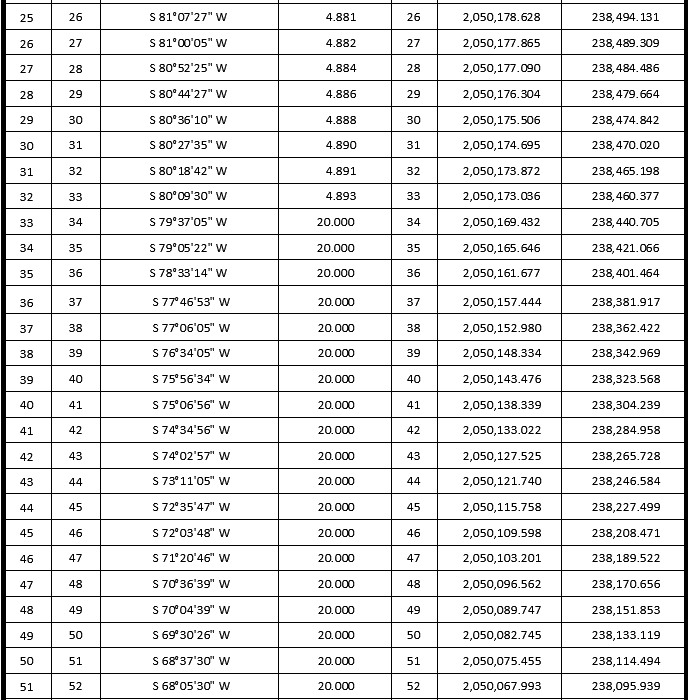 25 26 S 81°07'27" W 4.881 26 2,050,178.628 238,494.131
26 27 S 81°00'05" W 4.882 27 2,050,177.865 238,489.309
27 28 S 80°52'25" W 4.884 28 2,050,177.090 238,484.486
28 29 S 80°44'27" W 4.886 29 2,050,176.304 238,479.664
29 30 S 80°36'10" W 4.888 30 2,050,175.506 238,474.842
30 31 S 80°27'35" W 4.890 31 2,050,174.695 238,470.020
31 32 S 80°18'42" W 4.891 32 2,050,173.872 238,465.198
32 33 S 80°09'30" W 4.893 33 2,050,173.036 238,460.377
33 34 S 79°37'05" W 20.000 34 2,050,169.432 238,440.705
34 35 S 79°05'22" W 20.000 35 2,050,165.646 238,421.066
35 36 S 78°33'14" W 20.000 36 2,050,161.677 238,401.464
36 37 S 77°46'53" W 20.000 37 2,050,157.444 238,381.917
37 38 S 77°06'05" W 20.000 38 2,050,152.980 238,362.422
38 39 S 76°34'05" W 20.000 39 2,050,148.334 238,342.969
39 40 S 75°56'34" W 20.000 40 2,050,143.476 238,323.568
40 41 S 75°06'56" W 20.000 41 2,050,138.339 238,304.239
41 42 S 74°34'56" W 20.000 42 2,050,133.022 238,284.958
42 43 S 74°02'57" W 20.000 43 2,050,127.525 238,265.728
43 44 S 73°11'05" W 20.000 44 2,050,121.740 238,246.584
44 45 S 72°35'47" W 20.000 45 2,050,115.758 238,227.499
45 46 S 72°03'48" W 20.000 46 2,050,109.598 238,208.471
46 47 S 71°20'46" W 20.000 47 2,050,103.201 238,189.522
47 48 S 70°36'39" W 20.000 48 2,050,096.562 238,170.656
48 49 S 70°04'39" W 20.000 49 2,050,089.747 238,151.853
49 50 S 69°30'26" W 20.000 50 2,050,082.745 238,133.119
50 51 S 68°37'30" W 20.000 51 2,050,075.455 238,114.494
51 52 S 68°05'30" W 20.000 52 2,050,067.993 238,095.939